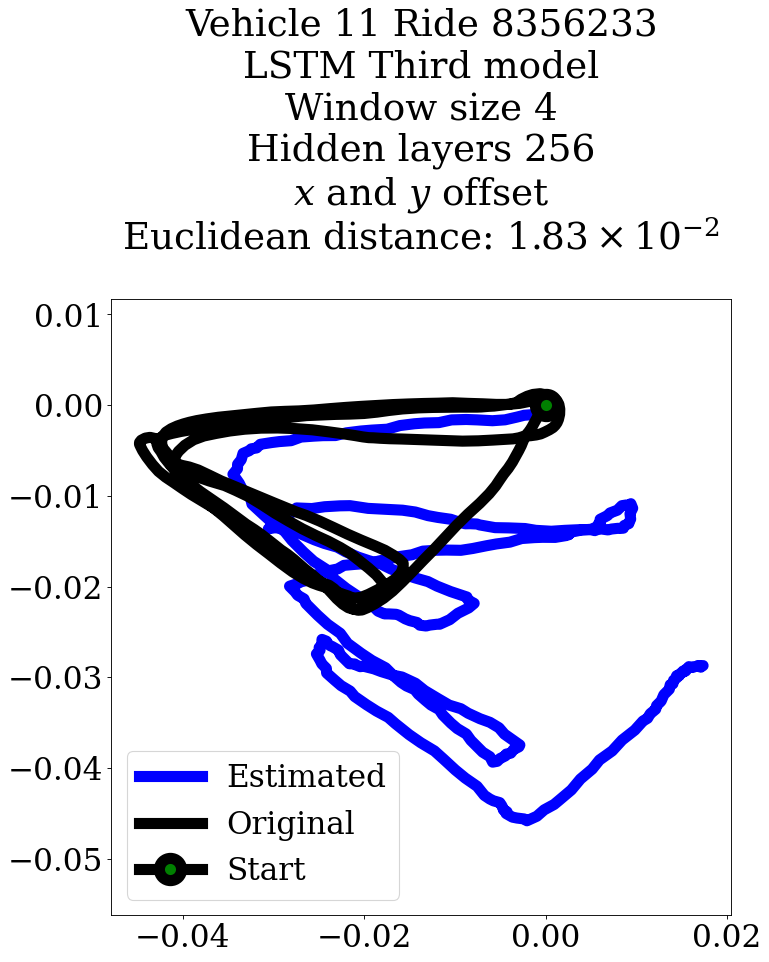 Vehicle 11 Ride 8356233
LSTM Third model
Window size 4
Hidden layers 256
x and y offset
Euclidean distance: 1.83 × 10⁻²
0.01
0.00
−0.01
−0.02
−0.03
−0.04
−0.05
Estimated
Original
Start
−0.04 −0.02 0.00 0.02